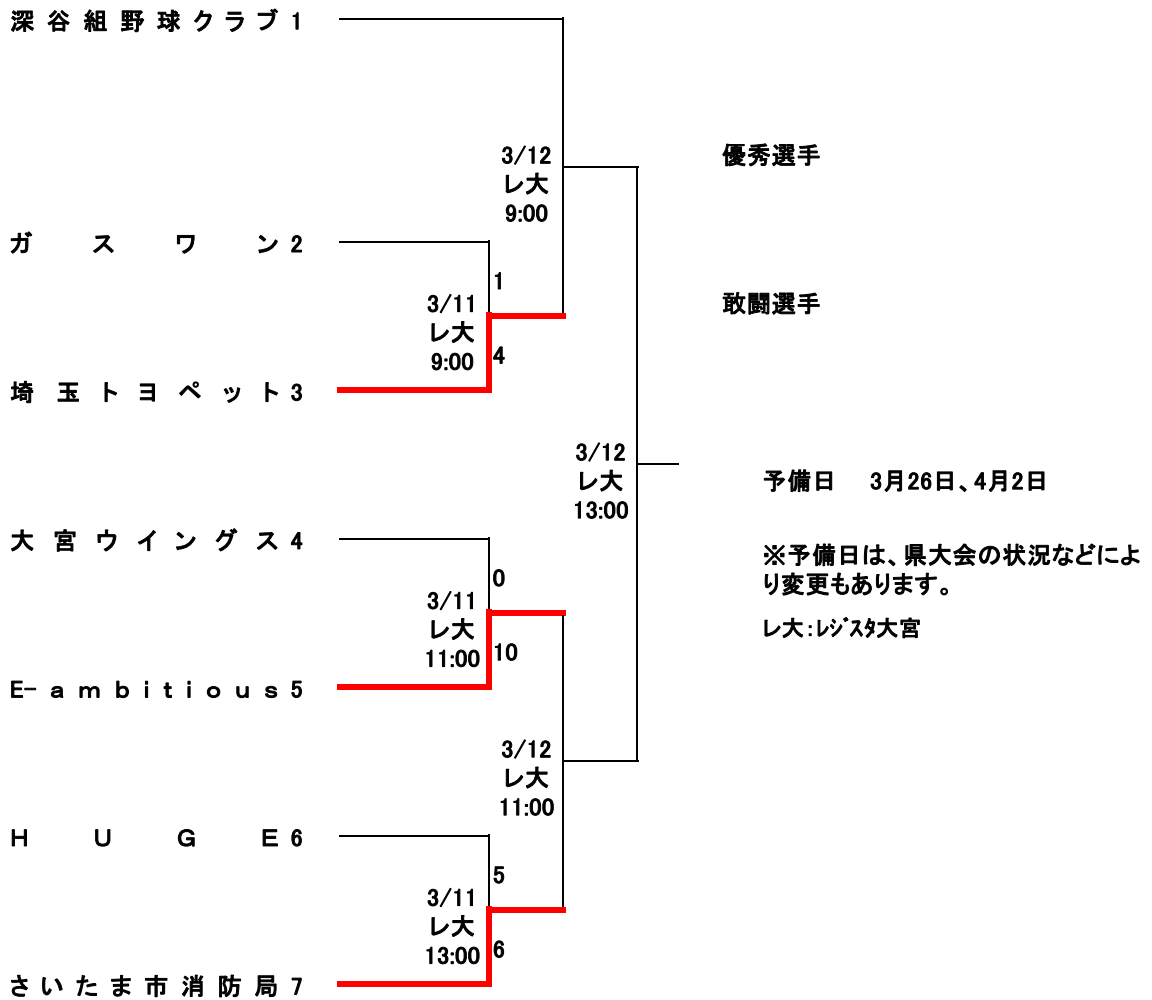 深谷組野球クラブ 1
3/12
レ大
9:00
優秀選手
ガスワン 2
1
3/11
レ大
9:00
4
敢闘選手
埼玉トヨペット 3
3/12
レ大
13:00
予備日 3月26日、4月2日
大宮ウイングス 4
0
3/11
レ大
11:00
10
※予備日は、県大会の状況などによ
り変更もあります。
レ大:レジスタ大宮
E-ambitious 5
3/12
レ大
11:00
HUGE 6
5
3/11
レ大
13:00
6
さいたま市消防局 7